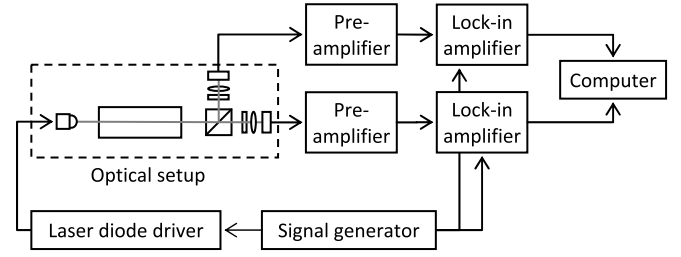 Pre-
amplifier
Lock-in
amplifier
Computer
Pre-
amplifier
Lock-in
amplifier
Optical setup
Laser diode driver
Signal generator